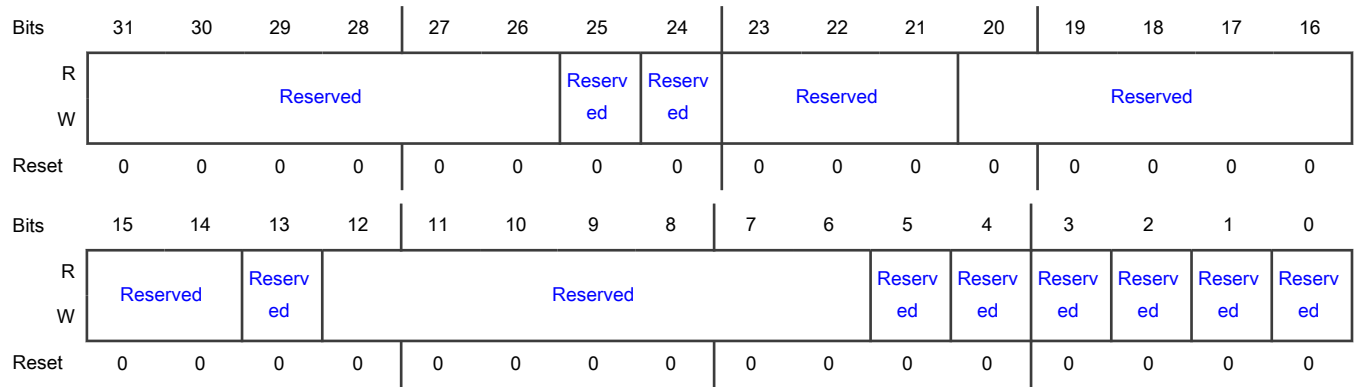 Bits 31 30 29 28 27 26 25 24 23 22 21 20 19 18 17 16
R
Reserved Reserv Reserv Reserved Reserved
ed ed
W
Reset 0 0 0 0 0 0 0 0 0 0 0 0 0 0 0 0
Bits 15 14 13 12 11 10 9 8 7 6 5 4 3 2 1 0
R
Reserved Reserv Reserved Reserv Reserv Reserv Reserv Reserv Reserv
ed ed ed ed ed ed ed
W
Reset 0 0 0 0 0 0 0 0 0 0 0 0 0 0 0 0